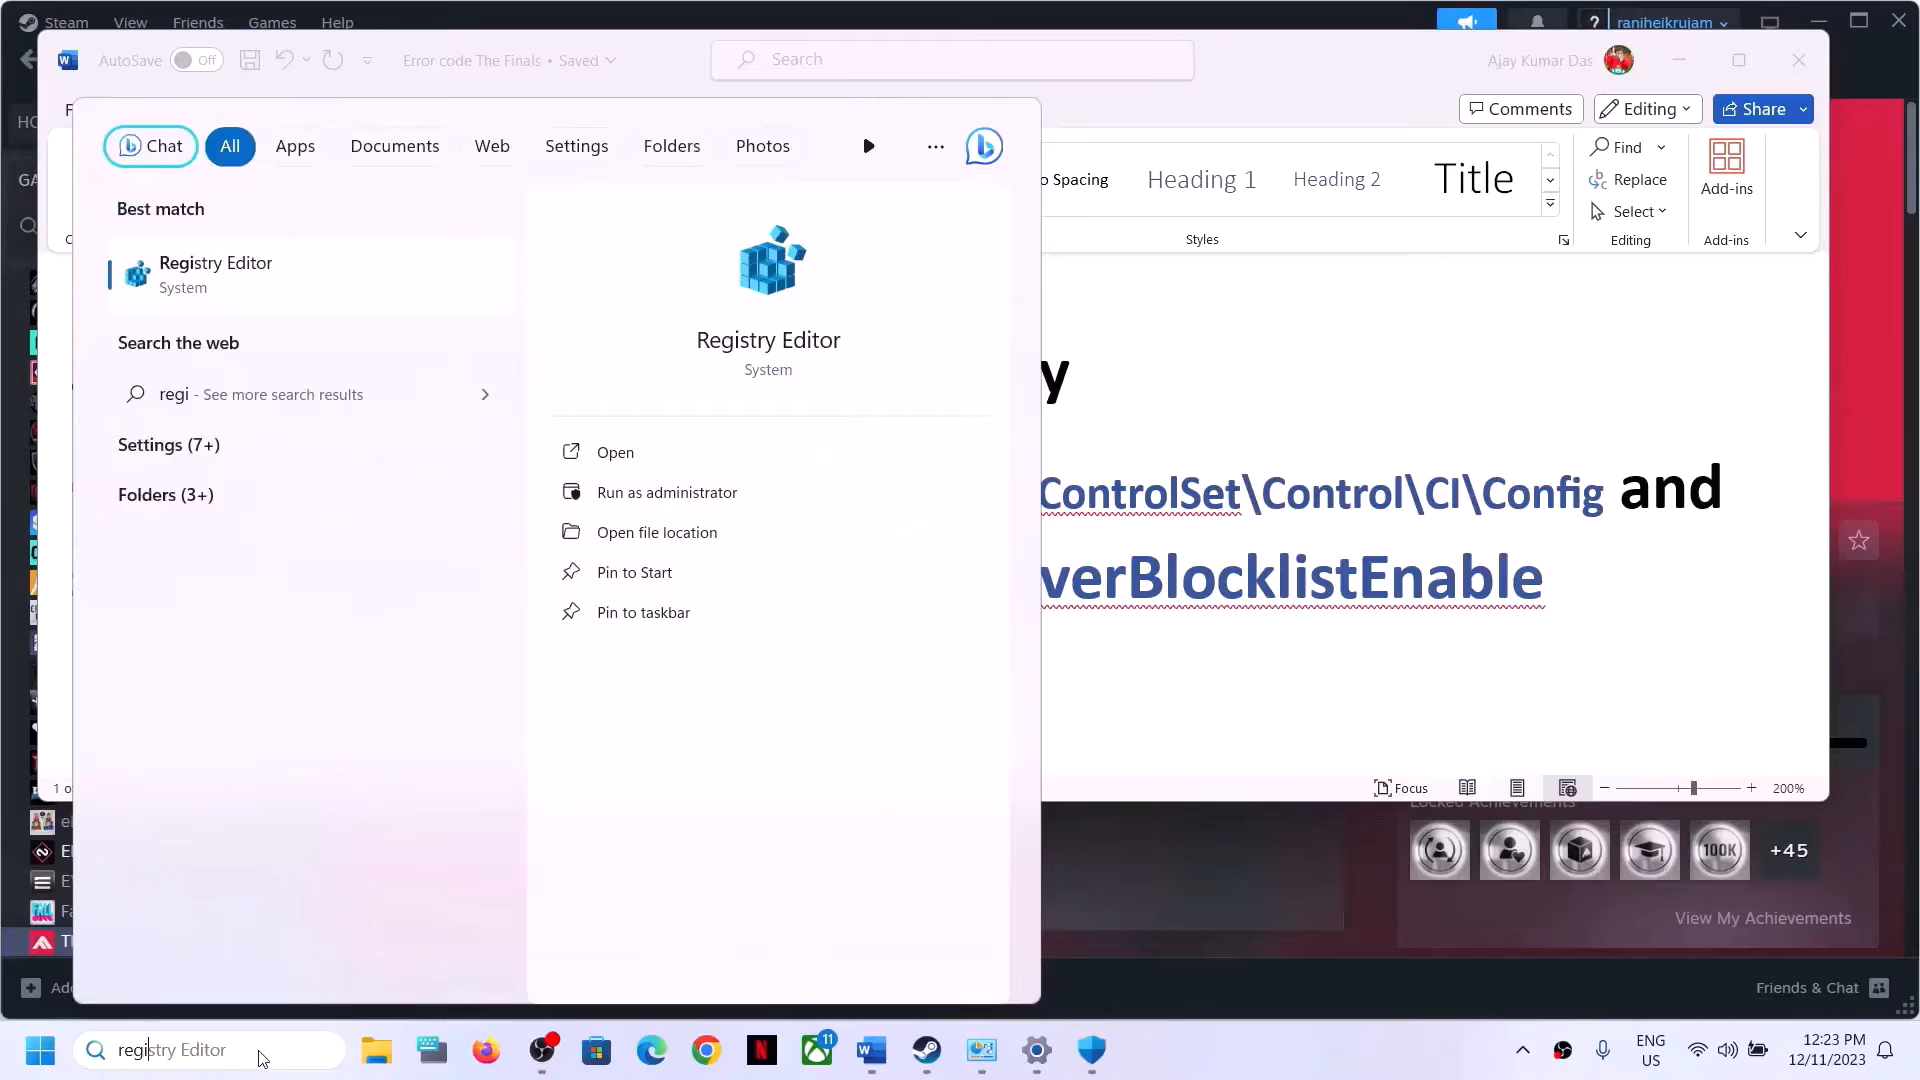 Steam View Friends Games Help
? raniheikrujam
AutoSave Off
Error code The Finals • Saved
Search
Ajay Kumar Das
Comments
Editing
Share
Chat
All
Apps
Documents
Web
Settings
Folders
Photos
Best match
Registry Editor
System
Search the web
regi - See more search results
Settings (7+)
Folders (3+)
Registry Editor
System
Open
Run as administrator
Open file location
Pin to Start
Pin to taskbar
o Spacing
Heading 1
Heading 2
Title
Styles
Find
Replace
Select
Editing
Add-ins
Add-ins
y
ControlSet\Control\CI\Config and
verBlocklistEnable
1 o
Focus
200%
Locked Achievements
100K
+45
View My Achievements
Friends & Chat
registry Editor
11
ENG
US
12:23 PM
12/11/2023